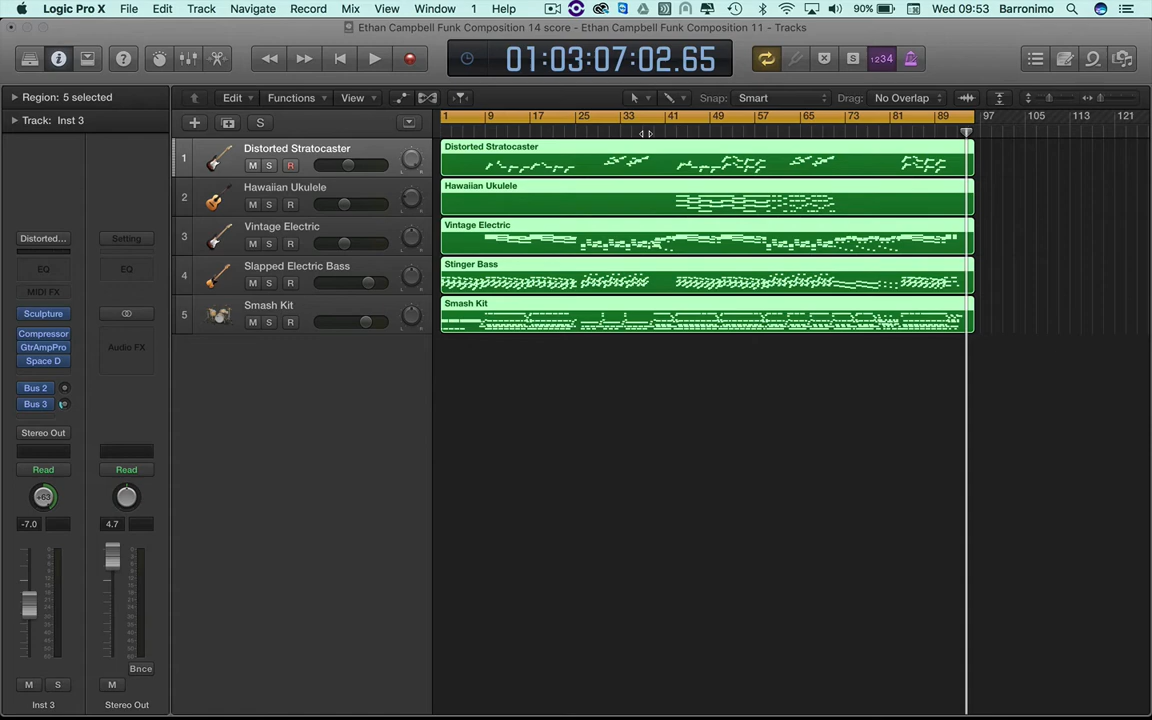 Logic Pro X File Edit Track Navigate Record Mix View Window 1 Help 90% Wed 09:53 Barronimo
Ethan Campbell Funk Composition 14 score - Ethan Campbell Funk Composition 11 - Tracks
01:03:07:02.65
1234
Region: 5 selected
Edit Functions View Snap: Smart Drag: No Overlap
Track: Inst 3
S
1 9 17 25 33 41 49 57 65 73 81 89 97 105 113 121
1 Distorted Stratocaster
M S R
L R
Distorted Stratocaster
2 Hawaiian Ukulele
M S R
L R
Hawaiian Ukulele
3 Vintage Electric
M S R
L R
Vintage Electric
4 Slapped Electric Bass
M S R
L R
Stinger Bass
5 Smash Kit
M S R
L R
Smash Kit
Distorted... Setting
EQ EQ
MIDI FX
Sculpture
Compressor
GtrAmpPro Audio FX
Space D
Bus 2
Bus 3
Stereo Out
Read Read
+63
-7.0 4.7
Bnce
M S M
Inst 3 Stereo Out